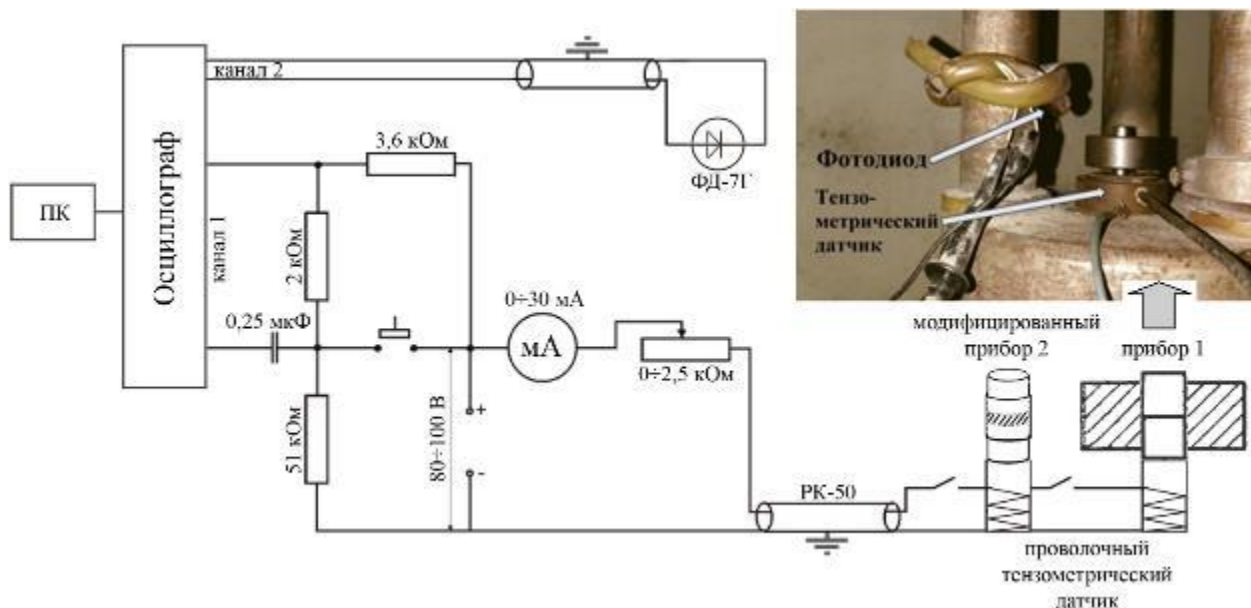 канал 2
3,6 кОм
ФД-7Г
ПК
Осциллограф
канал 1
2 кОм
0,25 мкФ
0÷30 мА
мА
0÷2,5 кОм
51 кОм
80÷100 В
+
-
РК-50
Фотодиод
Тензо-
метрический
датчик
модифицированный
прибор 2
прибор 1
проволочный
тензометрический
датчик